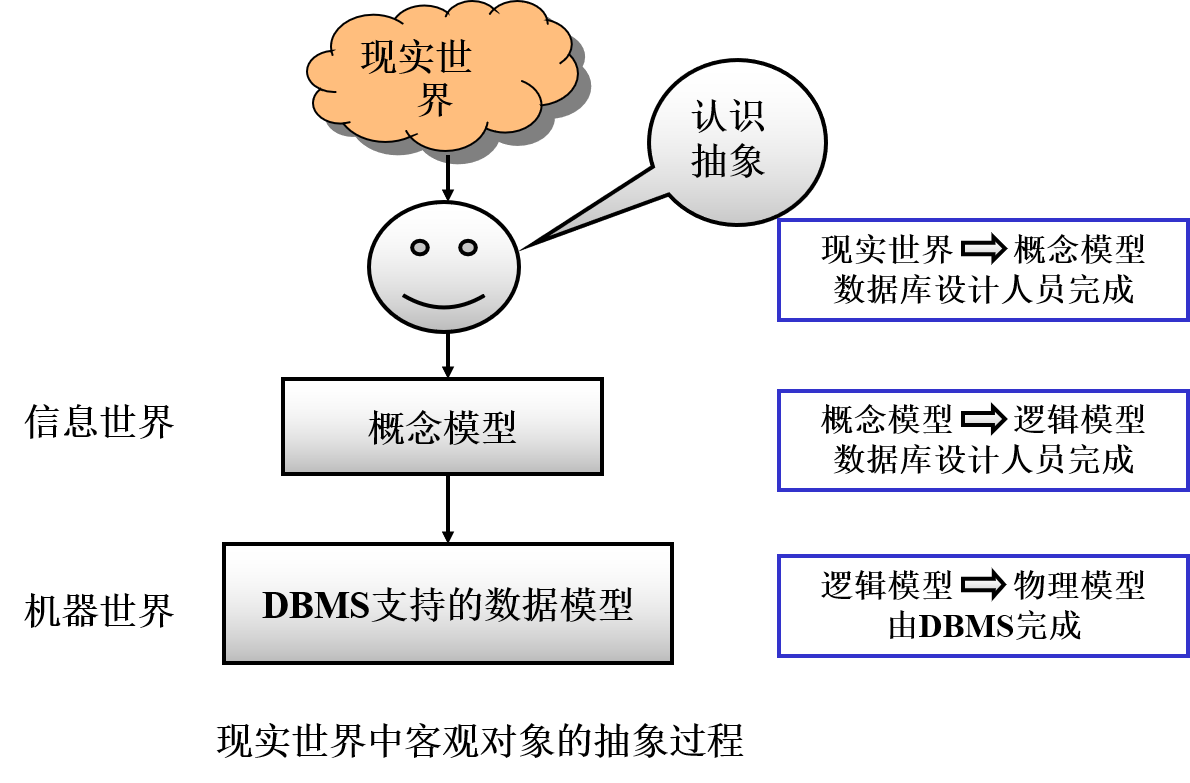 现实世
界
认识
抽象
现实世界 概念模型
数据库设计人员完成
信息世界
概念模型
概念模型 逻辑模型
数据库设计人员完成
机器世界
DBMS支持的数据模型
逻辑模型 物理模型
由DBMS完成
现实世界中客观对象的抽象过程